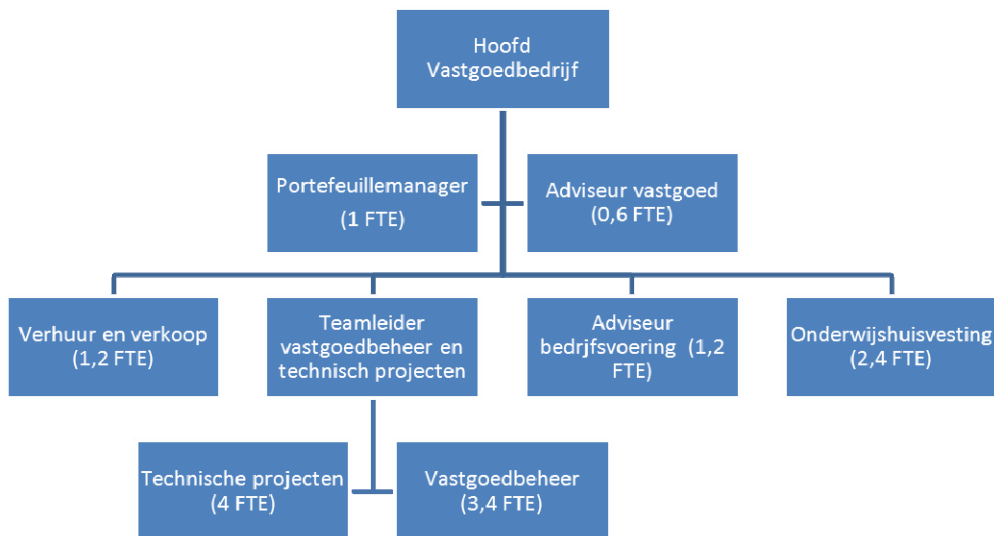 Hoofd
Vastgoedbedrijf
Portefeuillemanager
(1 FTE)
Adviseur vastgoed
(0,6 FTE)
Verhuur en verkoop
(1,2 FTE)
Teamleider
vastgoedbeheer en
technisch projecten
Adviseur
bedrjfsvoering (1,2
FTE)
Onderwijshuisvesting
(2,4 FTE)
Technische projecten
(4 FTE)
Vastgoedbeheer
(3,4 FTE)